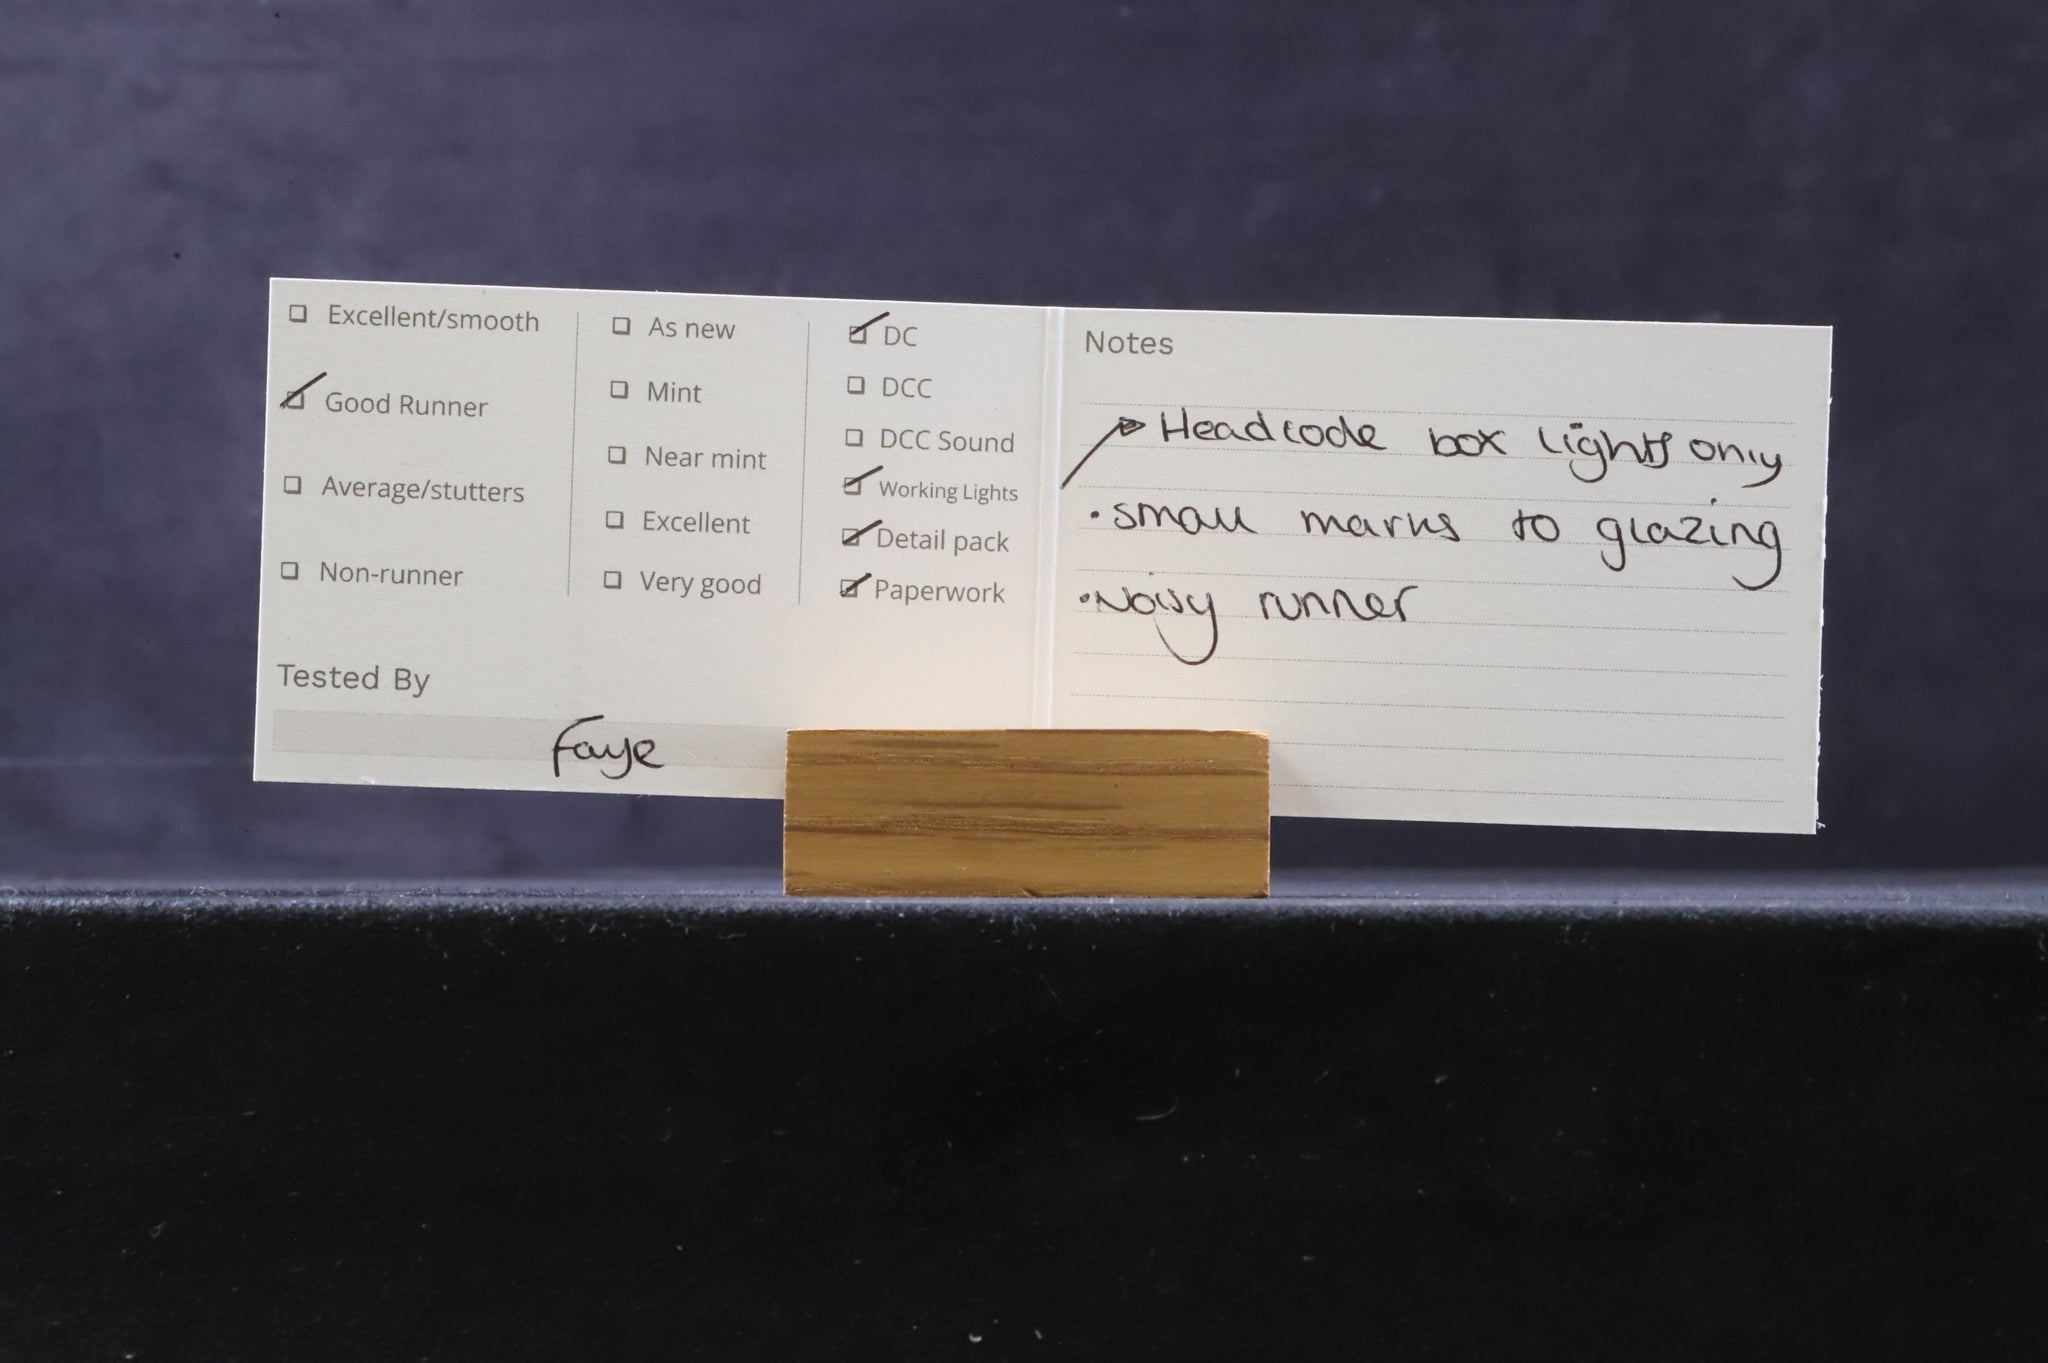 Excellent/smooth
Good Runner
Average/stutters
Non-runner
As new
Mint
Near mint
Excellent
Very good
DC
DCC
DCC Sound
Working Lights
Detail pack
Paperwork
Tested By
Faye
Notes
Headcode box lights only
• small marks to glazing
• Noisy runner